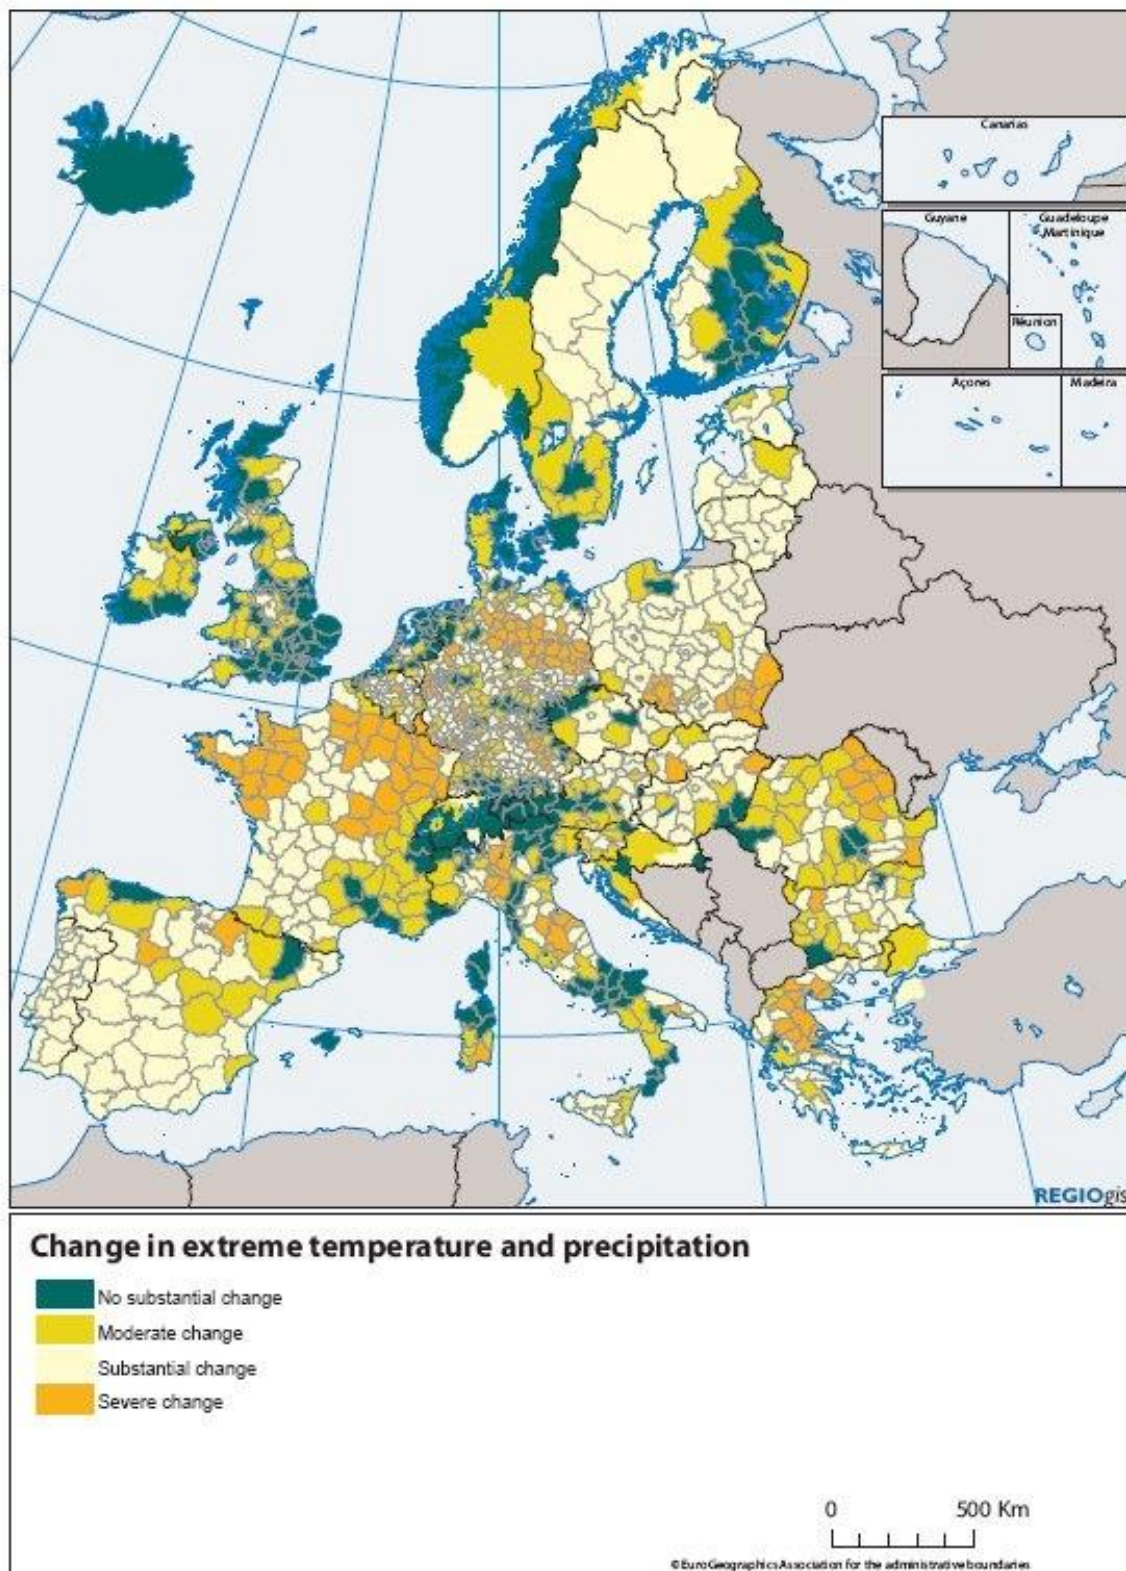 Canarias
Guyane
Guadeloupe
Martinique
Réunion
Açores
Madeira
REGIOgis
Change in extreme temperature and precipitation
No substantial change
Moderate change
Substantial change
Severe change
0 500 Km
© EuroGeographics Association for the administrative boundaries